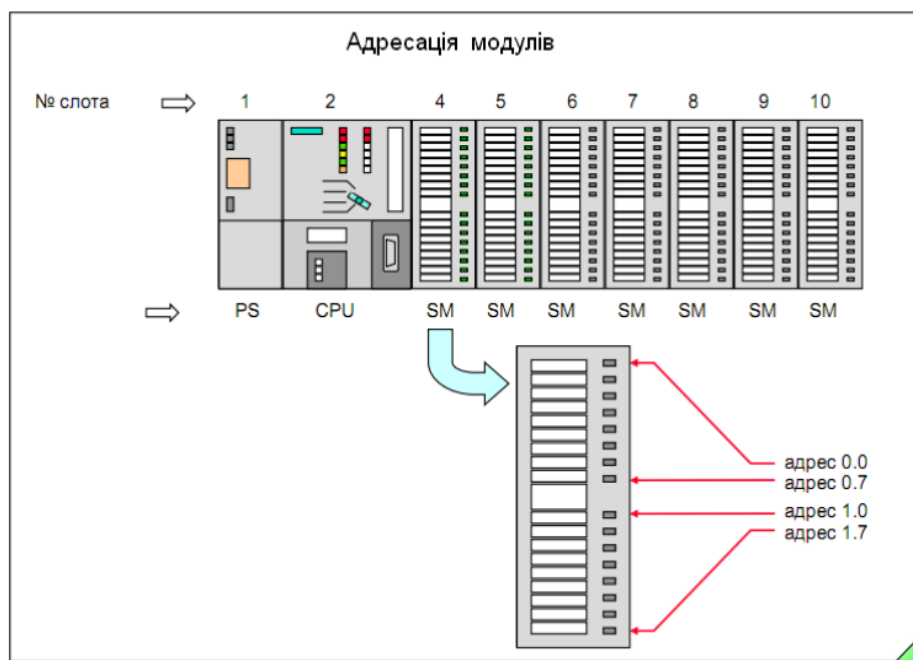 Адресація модулів
№ слота 1 2 4 5 6 7 8 9 10
PS CPU SM SM SM SM SM SM SM
адрес 0.0
адрес 0.7
адрес 1.0
адрес 1.7